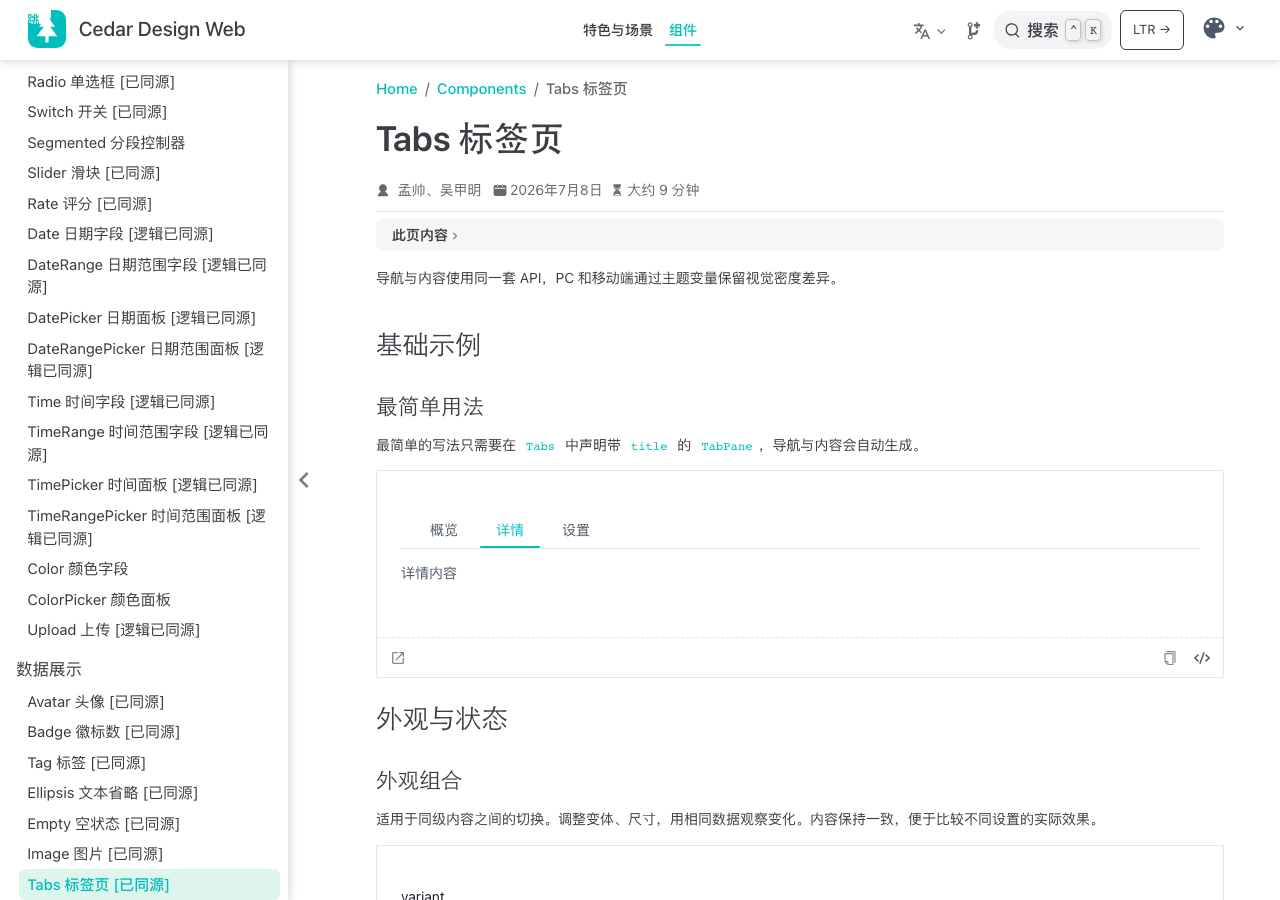 跳
Cedar Design Web
特色与场景
组件
搜索
^
K
LTR →
Radio 单选框 [已同源]
Switch 开关 [已同源]
Segmented 分段控制器
Slider 滑块 [已同源]
Rate 评分 [已同源]
Date 日期字段 [逻辑已同源]
DateRange 日期范围字段 [逻辑已同
源]
DatePicker 日期面板 [逻辑已同源]
DateRangePicker 日期范围面板 [逻
辑已同源]
Time 时间字段 [逻辑已同源]
TimeRange 时间范围字段 [逻辑已同
源]
TimePicker 时间面板 [逻辑已同源]
TimeRangePicker 时间范围面板 [逻
辑已同源]
Color 颜色字段
ColorPicker 颜色面板
Upload 上传 [逻辑已同源]
数据展示
Avatar 头像 [已同源]
Badge 徽标数 [已同源]
Tag 标签 [已同源]
Ellipsis 文本省略 [已同源]
Empty 空状态 [已同源]
Image 图片 [已同源]
Tabs 标签页 [已同源]
Home / Components / Tabs 标签页
Tabs 标签页
孟帅、吴甲明 2026年7月8日 大约 9 分钟
此页内容 ›
导航与内容使用同一套 API，PC 和移动端通过主题变量保留视觉密度差异。
基础示例
最简单用法
最简单的写法只需要在 Tabs 中声明带 title 的 TabPane，导航与内容会自动生成。
概览 详情 设置
详情内容
外观与状态
外观组合
适用于同级内容之间的切换。调整变体、尺寸，用相同数据观察变化。内容保持一致，便于比较不同设置的实际效果。
variant